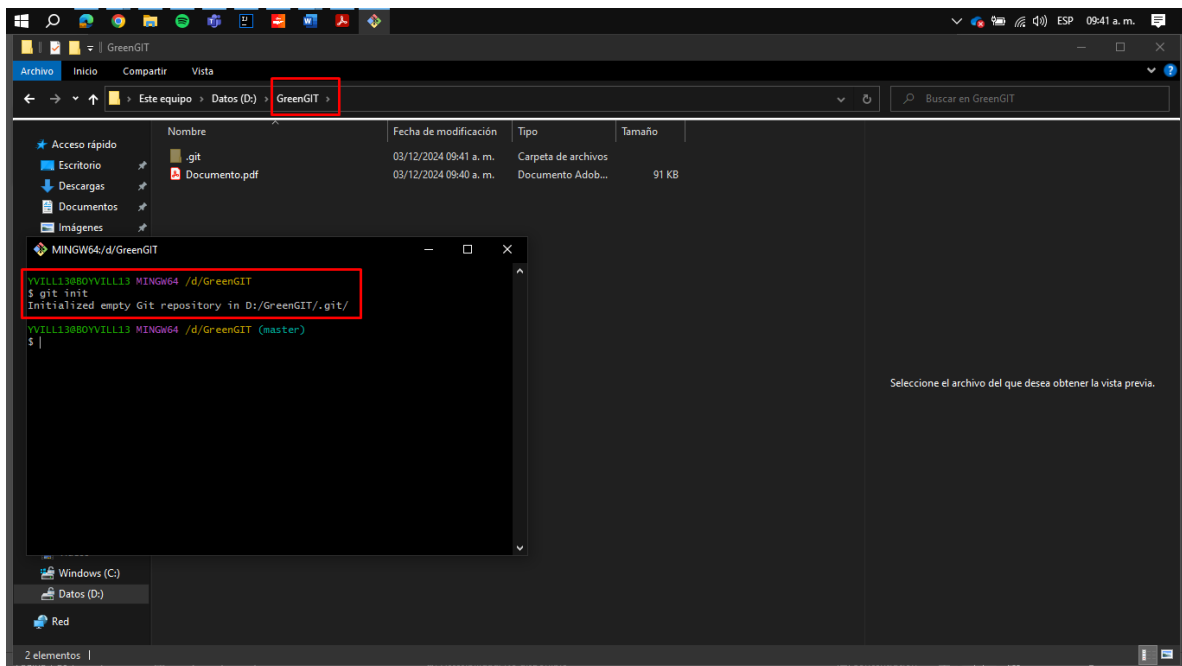 ESP 09:41 a. m.
GreenGIT
Archivo Inicio Compartir Vista
Este equipo > Datos (D:) > GreenGIT >
Buscar en GreenGIT
Nombre Fecha de modificación Tipo Tamaño
Acceso rápido
.git 03/12/2024 09:41 a. m. Carpeta de archivos
Escritorio
Documento.pdf 03/12/2024 09:40 a. m. Documento Adob... 91 KB
Descargas
Documentos
Imágenes
MINGW64:/d/GreenGIT
YVILL13@BOYVILL13 MINGW64 /d/GreenGIT
$ git init
Initialized empty Git repository in D:/GreenGIT/.git/
YVILL13@BOYVILL13 MINGW64 /d/GreenGIT (master)
$
Seleccione el archivo del que desea obtener la vista previa.
Windows (C:)
Datos (D:)
Red
2 elementos